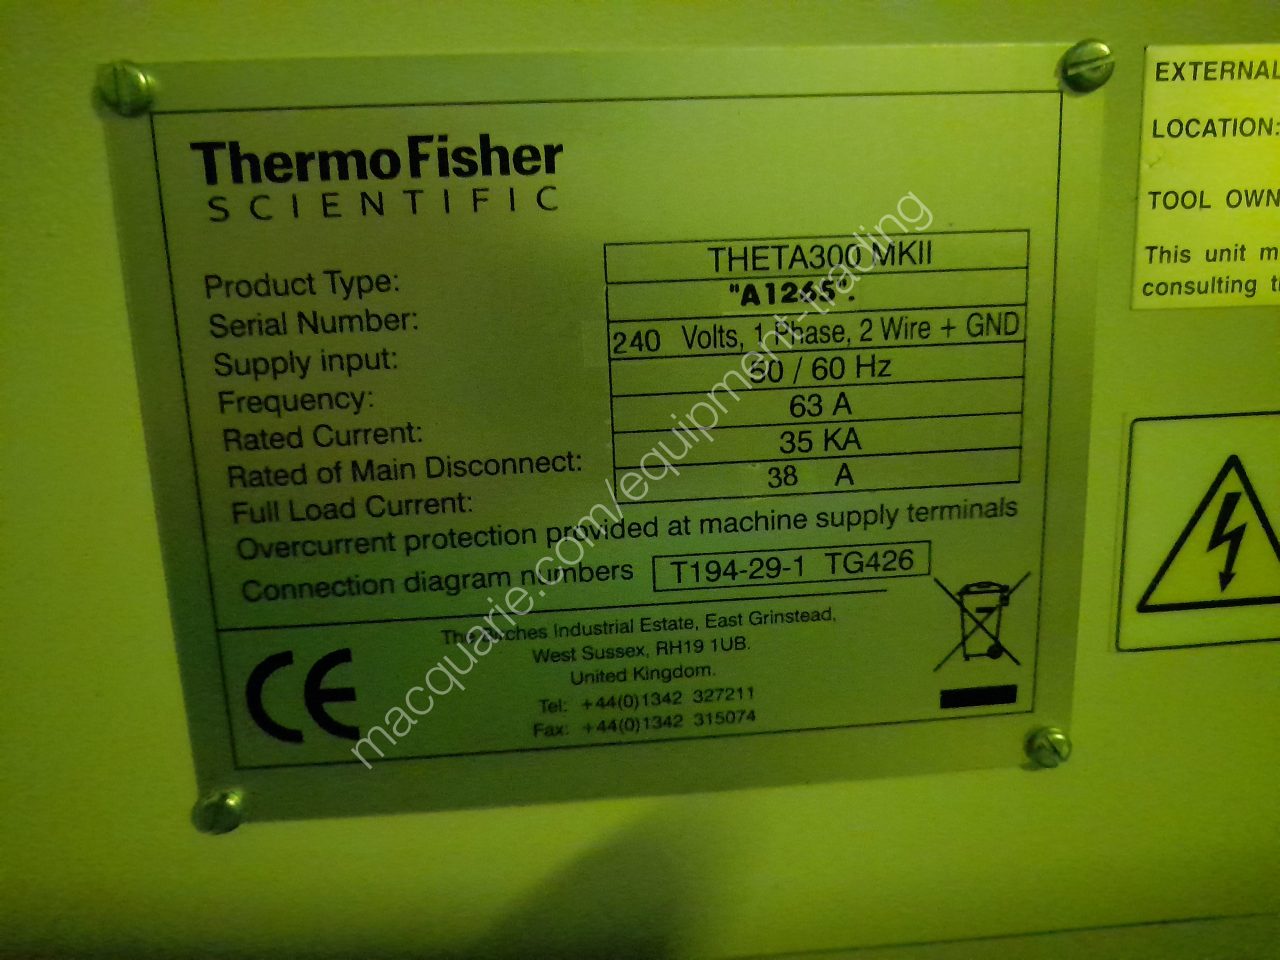 ThermoFisher
SCIENTIFIC
Product Type: THETA300 MKII
Serial Number: "A1265".
Supply input: 240 Volts, 1 Phase, 2 Wire + GND
Frequency: 50 / 60 Hz
Rated Current: 63 A
Rated of Main Disconnect: 35 KA
Full Load Current: 38 A
Overcurrent protection provided at machine supply terminals
Connection diagram numbers T194-29-1 TG426
The Birches Industrial Estate, East Grinstead,
West Sussex, RH19 1UB.
United Kingdom.
Tel: +44(0)1342 327211
Fax: +44(0)1342 315074
CE
EXTERNAL
LOCATION:
TOOL OWN
This unit m
consulting t
macquarie.com/equipment-trading